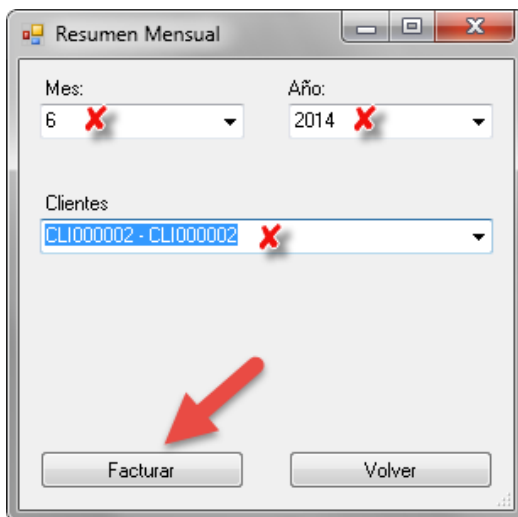 Resumen Mensual
Mes: Año:
6 2014
Clientes
CLI000002 - CLI000002
Facturar Volver